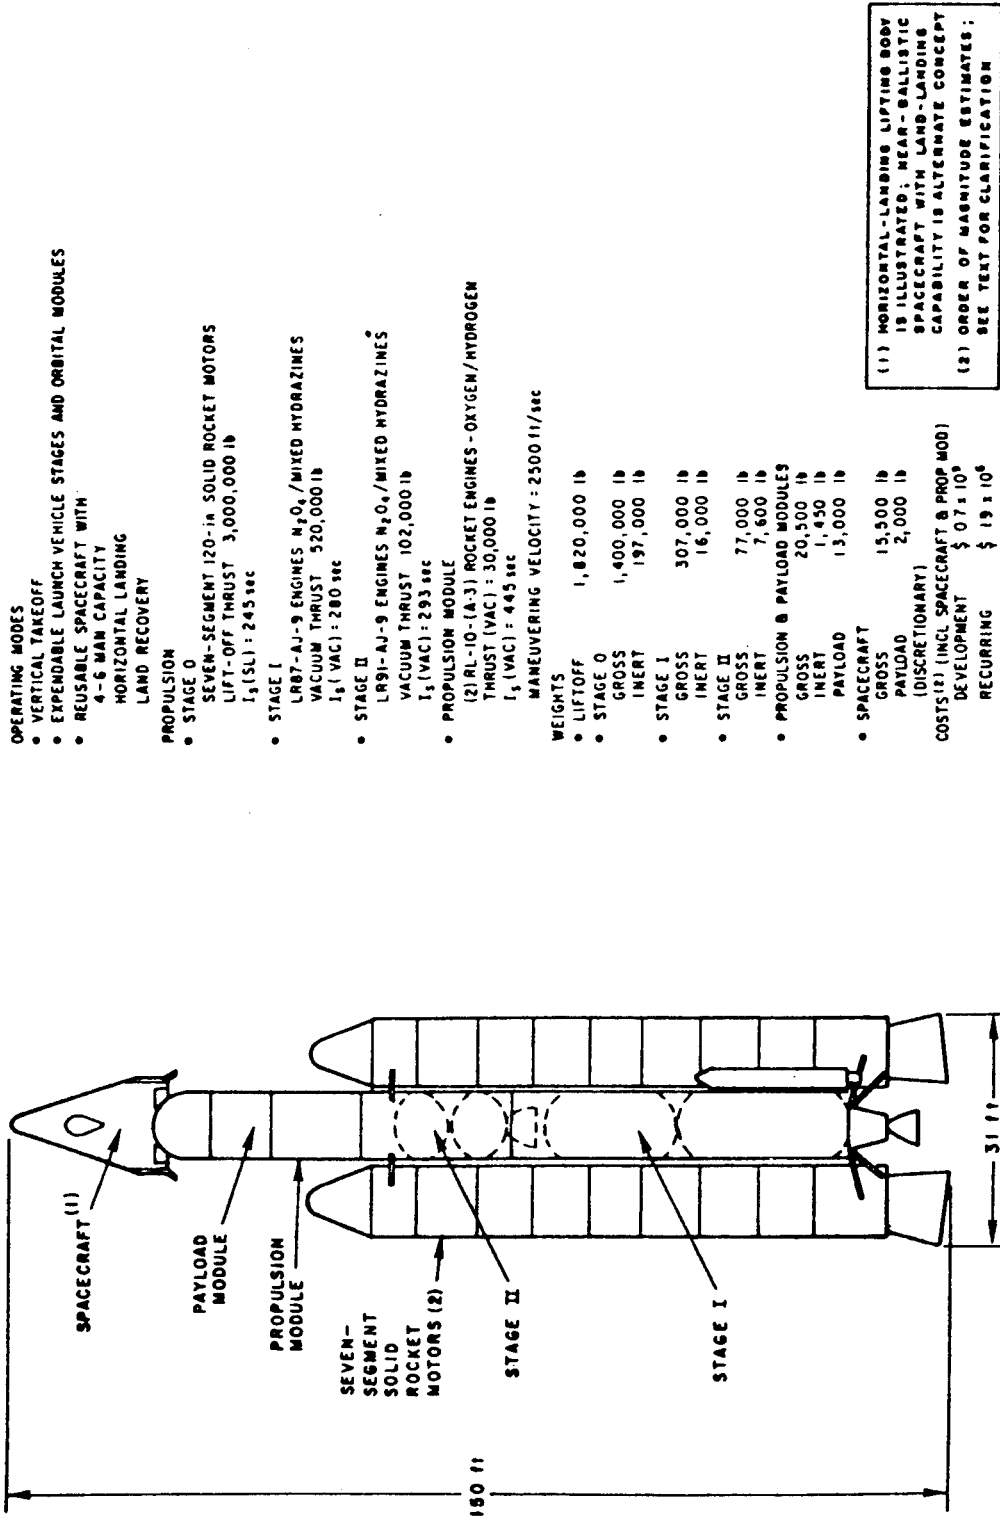 OPERATING MODES
• VERTICAL TAKEOFF
• EXPENDABLE LAUNCH VEHICLE STAGES AND ORBITAL MODULES
• REUSABLE SPACECRAFT WITH
4-6 MAN CAPACITY
HORIZONTAL LANDING
LAND RECOVERY
PROPULSION
• STAGE 0
SEVEN-SEGMENT 120-in SOLID ROCKET MOTORS
LIFT-OFF THRUST 3,000,000 lb
Is(SL) = 245 sec
• STAGE I
LR87-AJ-9 ENGINES N2O4/MIXED HYDRAZINES
VACUUM THRUST 520,000 lb
Is (VAC) = 280 sec
• STAGE II
LR91-AJ-9 ENGINES N2O4/MIXED HYDRAZINES
VACUUM THRUST 102,000 lb
Is (VAC) = 293 sec
• PROPULSION MODULE
(2) RL-10-(A-3) ROCKET ENGINES - OXYGEN/HYDROGEN
THRUST (VAC) = 30,000 lb
Is (VAC) = 445 sec
MANEUVERING VELOCITY = 2500 ft/sec
WEIGHTS
• LIFTOFF 1,820,000 lb
• STAGE 0
GROSS 1,400,000 lb
INERT 197,000 lb
• STAGE I
GROSS 307,000 lb
INERT 16,000 lb
• STAGE II
GROSS 77,000 lb
INERT 7,600 lb
• PROPULSION & PAYLOAD MODULES
GROSS 20,500 lb
INERT 1,450 lb
PAYLOAD 13,000 lb
• SPACECRAFT
GROSS 15,500 lb
PAYLOAD 2,000 lb
(DISCRETIONARY)
COSTS(2) (INCL SPACECRAFT & PROP MOD)
DEVELOPMENT $ 0.7 x 10⁹
RECURRING $ 19 x 10⁶
(1) HORIZONTAL-LANDING LIFTING BODY
IS ILLUSTRATED; NEAR-BALLISTIC
SPACECRAFT WITH LAND-LANDING
CAPABILITY IS ALTERNATE CONCEPT
(2) ORDER OF MAGNITUDE ESTIMATES;
SEE TEXT FOR CLARIFICATION
SPACECRAFT(1)
PAYLOAD
MODULE
PROPULSION
MODULE
SEVEN-
SEGMENT
SOLID
ROCKET
MOTORS (2)
STAGE II
STAGE I
150 ft
31 ft